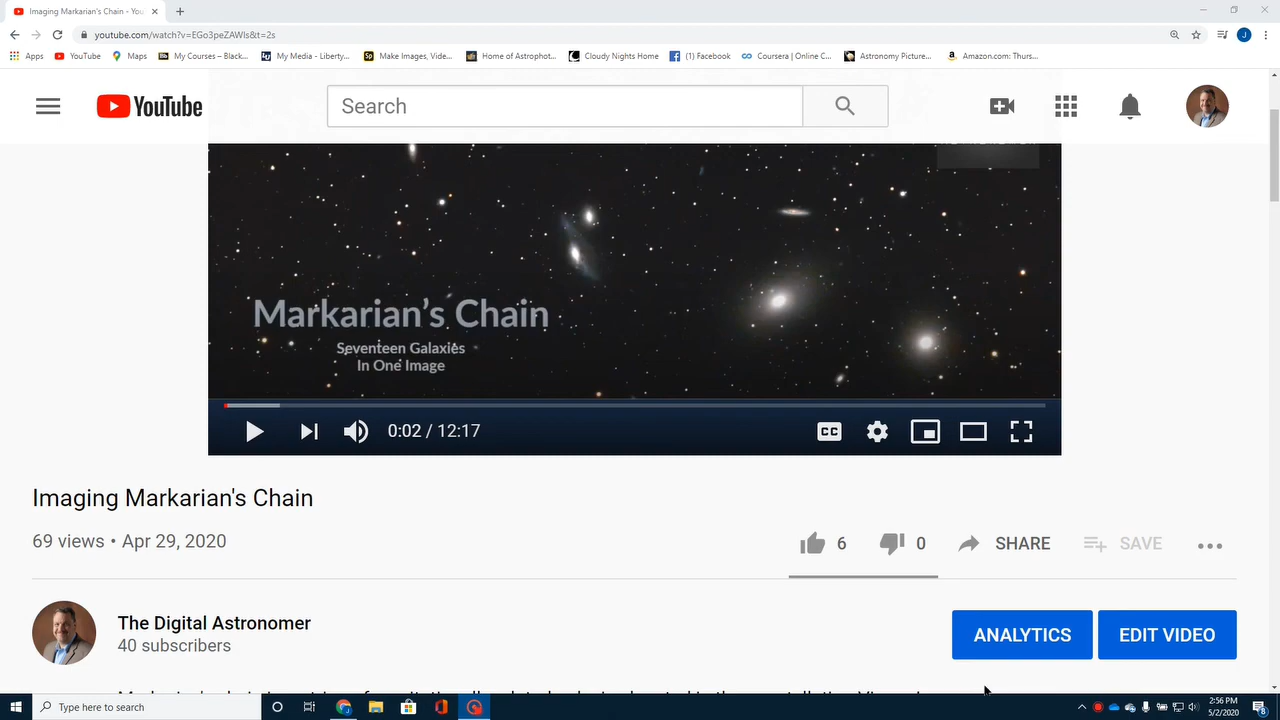 Imaging Markarian's Chain - You
youtube.com/watch?v=EGo3peZAWls&t=2s
Apps
YouTube
Maps
My Courses – Black...
My Media - Liberty...
Make Images, Vide...
Home of Astrophot...
Cloudy Nights Home
(1) Facebook
Coursera | Online C...
Astronomy Picture...
Amazon.com: Thurs...
YouTube
Search
J
Markarian's Chain
Seventeen Galaxies
In One Image
0:02 / 12:17
CC
Imaging Markarian's Chain
69 views • Apr 29, 2020
6
0
SHARE
SAVE
The Digital Astronomer
40 subscribers
ANALYTICS
EDIT VIDEO
Type here to search
2:56 PM
5/2/2020
8